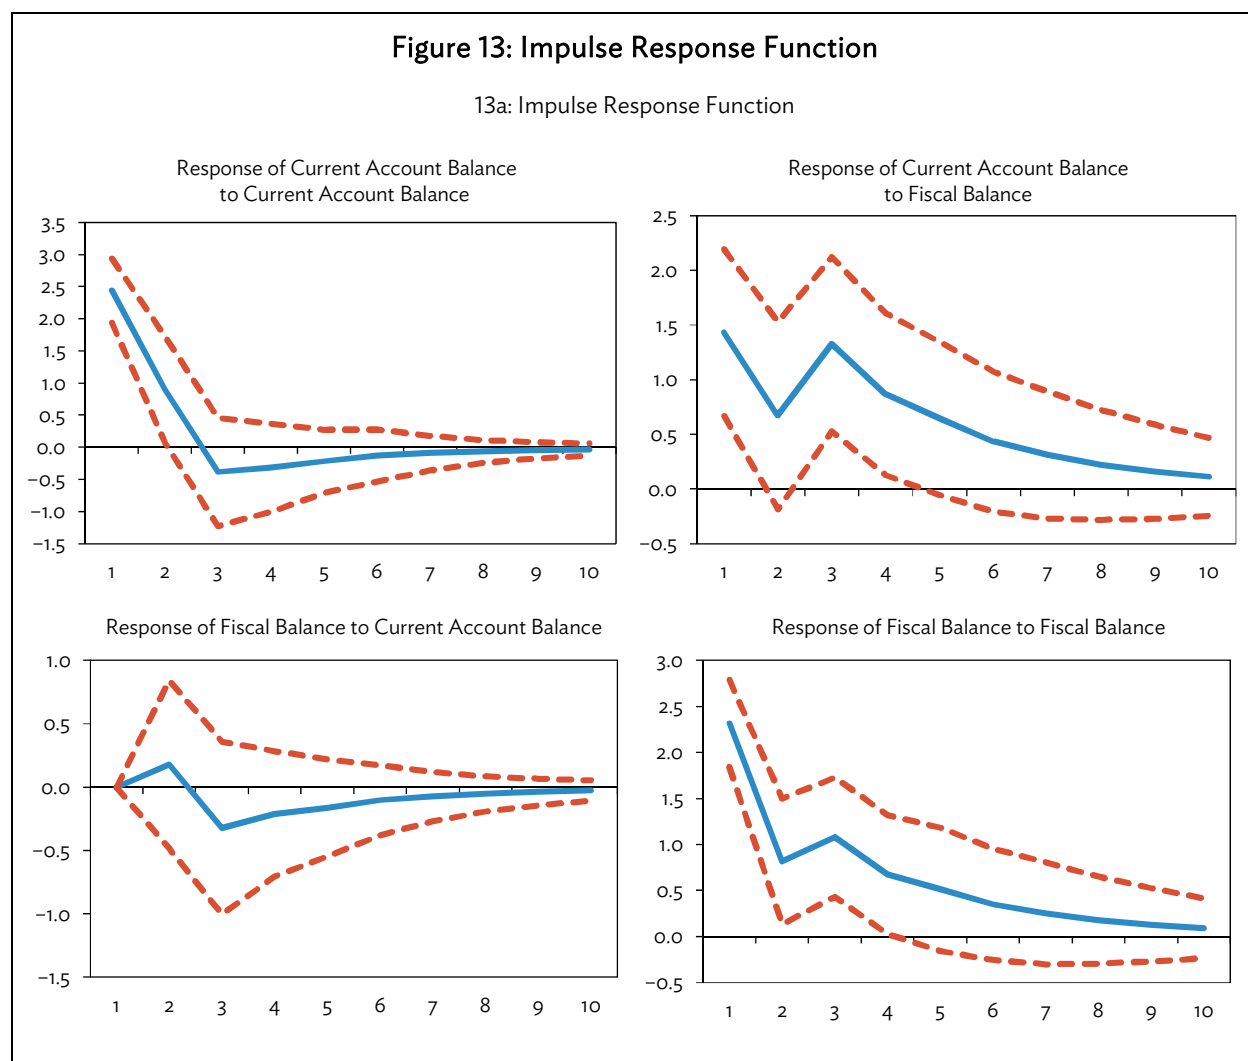 Figure 13: Impulse Response Function
13a: Impulse Response Function
Response of Current Account Balance
to Current Account Balance
3.5
3.0
2.5
2.0
1.5
1.0
0.5
0.0
−0.5
−1.0
−1.5
1 2 3 4 5 6 7 8 9 10
Response of Current Account Balance
to Fiscal Balance
2.5
2.0
1.5
1.0
0.5
0.0
−0.5
1 2 3 4 5 6 7 8 9 10
Response of Fiscal Balance to Current Account Balance
1.0
0.5
0.0
−0.5
−1.0
−1.5
1 2 3 4 5 6 7 8 9 10
Response of Fiscal Balance to Fiscal Balance
3.0
2.5
2.0
1.5
1.0
0.5
0.0
−0.5
1 2 3 4 5 6 7 8 9 10